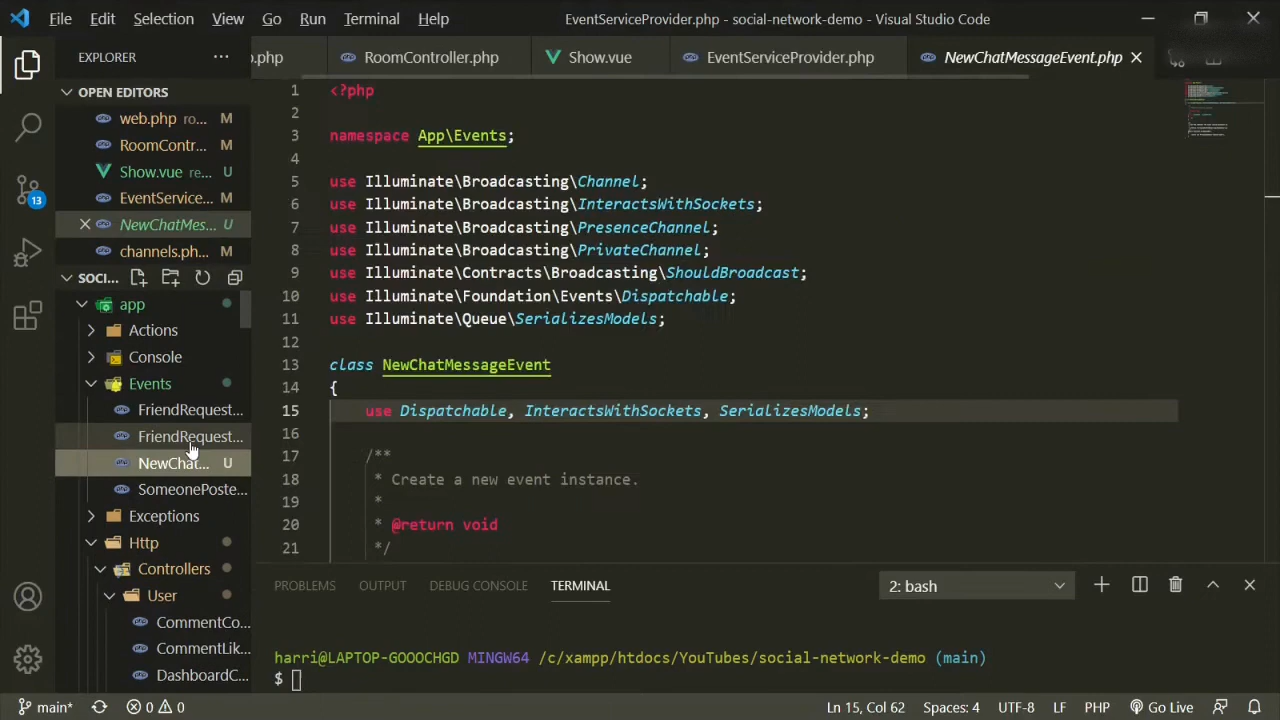 File Edit Selection View Go Run Terminal Help EventServiceProvider.php - social-network-demo - Visual Studio Code
EXPLORER ...
b.php RoomController.php Show.vue EventServiceProvider.php NewChatMessageEvent.php
OPEN EDITORS
web.php ro... M
RoomContr... M
Show.vue re... U
EventService... M
NewChatMes... U
channels.ph... M
SOCI...
app
Actions
Console
Events
FriendRequest...
FriendRequest...
NewChat... U
SomeonePoste...
Exceptions
Http
Controllers
User
CommentCo...
CommentLik...
DashboardC...
13
1 <?php
2
3 namespace App\Events;
4
5 use Illuminate\Broadcasting\Channel;
6 use Illuminate\Broadcasting\InteractsWithSockets;
7 use Illuminate\Broadcasting\PresenceChannel;
8 use Illuminate\Broadcasting\PrivateChannel;
9 use Illuminate\Contracts\Broadcasting\ShouldBroadcast;
10 use Illuminate\Foundation\Events\Dispatchable;
11 use Illuminate\Queue\SerializesModels;
12
13 class NewChatMessageEvent
14 {
15 use Dispatchable, InteractsWithSockets, SerializesModels;
16
17 /**
18 * Create a new event instance.
19 *
20 * @return void
21 */
PROBLEMS OUTPUT DEBUG CONSOLE TERMINAL 2: bash
harri@LAPTOP-GOOOCHGD MINGW64 /c/xampp/htdocs/YouTubes/social-network-demo (main)
$
main* 0 0 Ln 15, Col 62 Spaces: 4 UTF-8 LF PHP Go Live